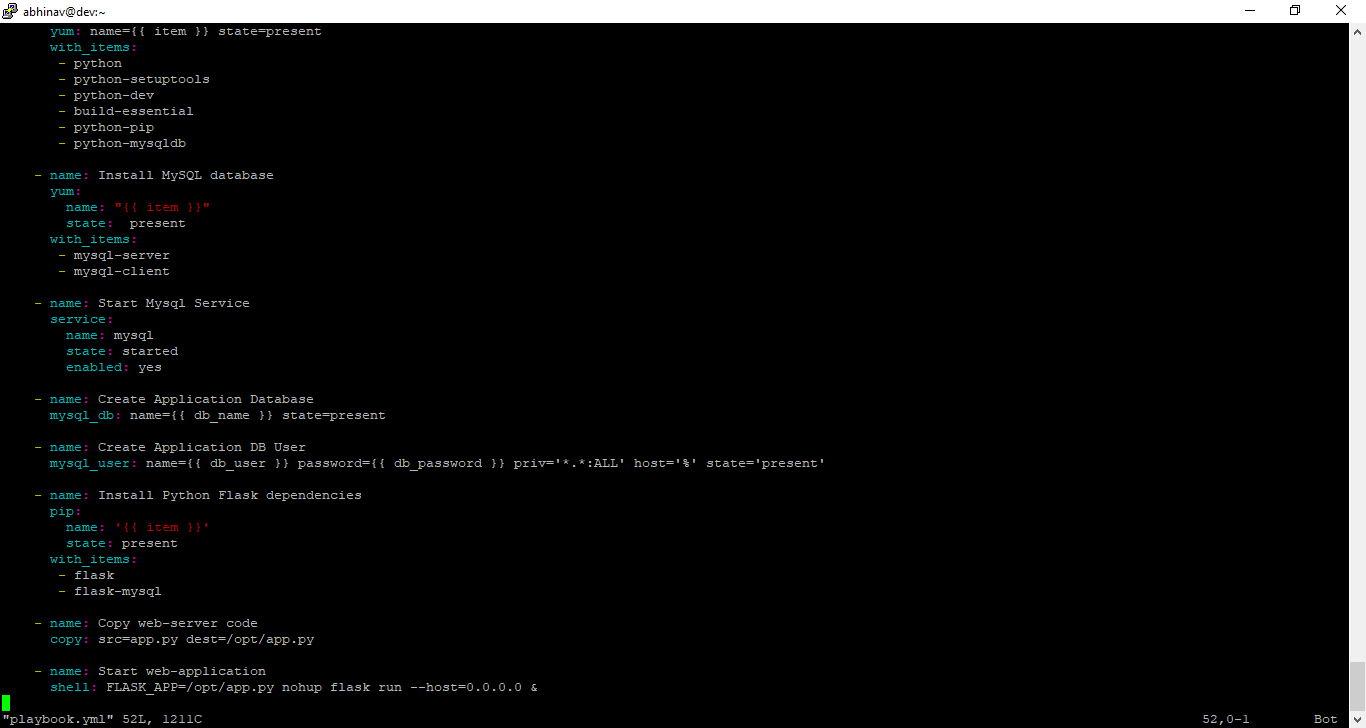 abhinav@dev:~
      yum: name={{ item }} state=present
      with_items:
       - python
       - python-setuptools
       - python-dev
       - build-essential
       - python-pip
       - python-mysqldb

    - name: Install MySQL database
      yum:
        name: "{{ item }}"
        state:  present
      with_items:
       - mysql-server
       - mysql-client

    - name: Start Mysql Service
      service:
        name: mysql
        state: started
        enabled: yes

    - name: Create Application Database
      mysql_db: name={{ db_name }} state=present

    - name: Create Application DB User
      mysql_user: name={{ db_user }} password={{ db_password }} priv='*.*:ALL' host='%' state='present'

    - name: Install Python Flask dependencies
      pip:
        name: '{{ item }}'
        state: present
      with_items:
       - flask
       - flask-mysql

    - name: Copy web-server code
      copy: src=app.py dest=/opt/app.py

    - name: Start web-application
      shell: FLASK_APP=/opt/app.py nohup flask run --host=0.0.0.0 &
"playbook.yml" 52L, 1211C 52,0-1 Bot